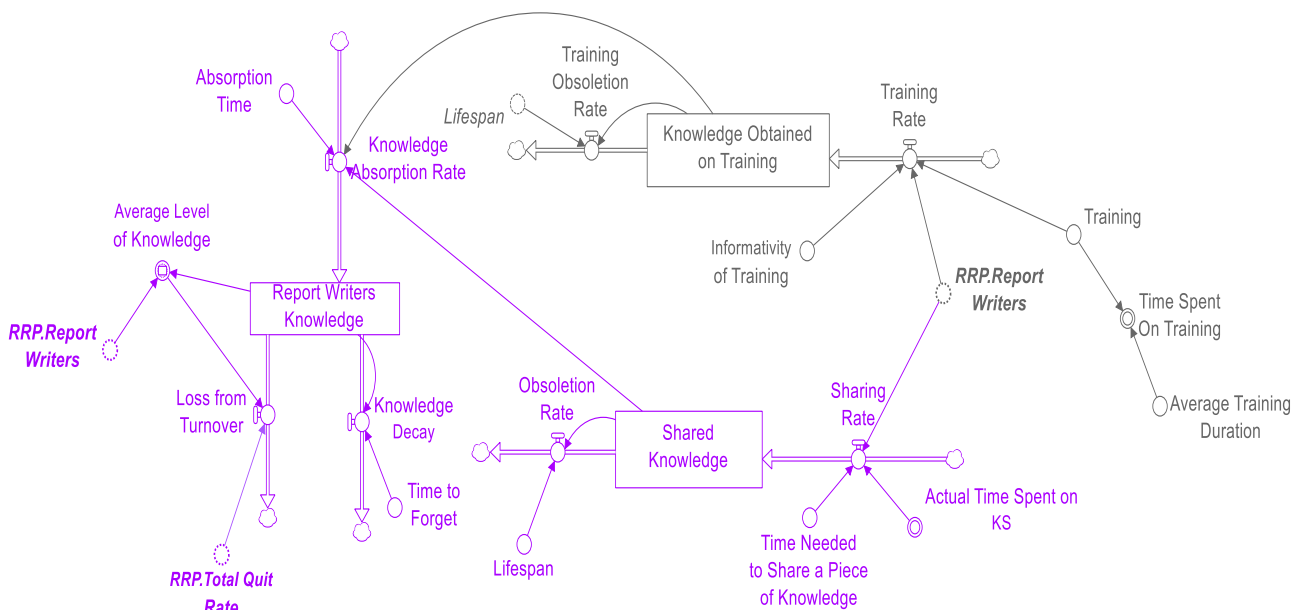 Absorption
Time
Knowledge
Absorption Rate
Average Level
of Knowledge
RRP.Report
Writers
Report Writers
Knowledge
Loss from
Turnover
Knowledge
Decay
Time to
Forget
RRP.Total Quit
Rate
Lifespan
Training
Obsoletion
Rate
Knowledge Obtained
on Training
Training
Rate
Informativity
of Training
RRP.Report
Writers
Training
Time Spent
On Training
Average Training
Duration
Obsoletion
Rate
Lifespan
Shared
Knowledge
Sharing
Rate
Time Needed
to Share a Piece
of Knowledge
Actual Time Spent on
KS